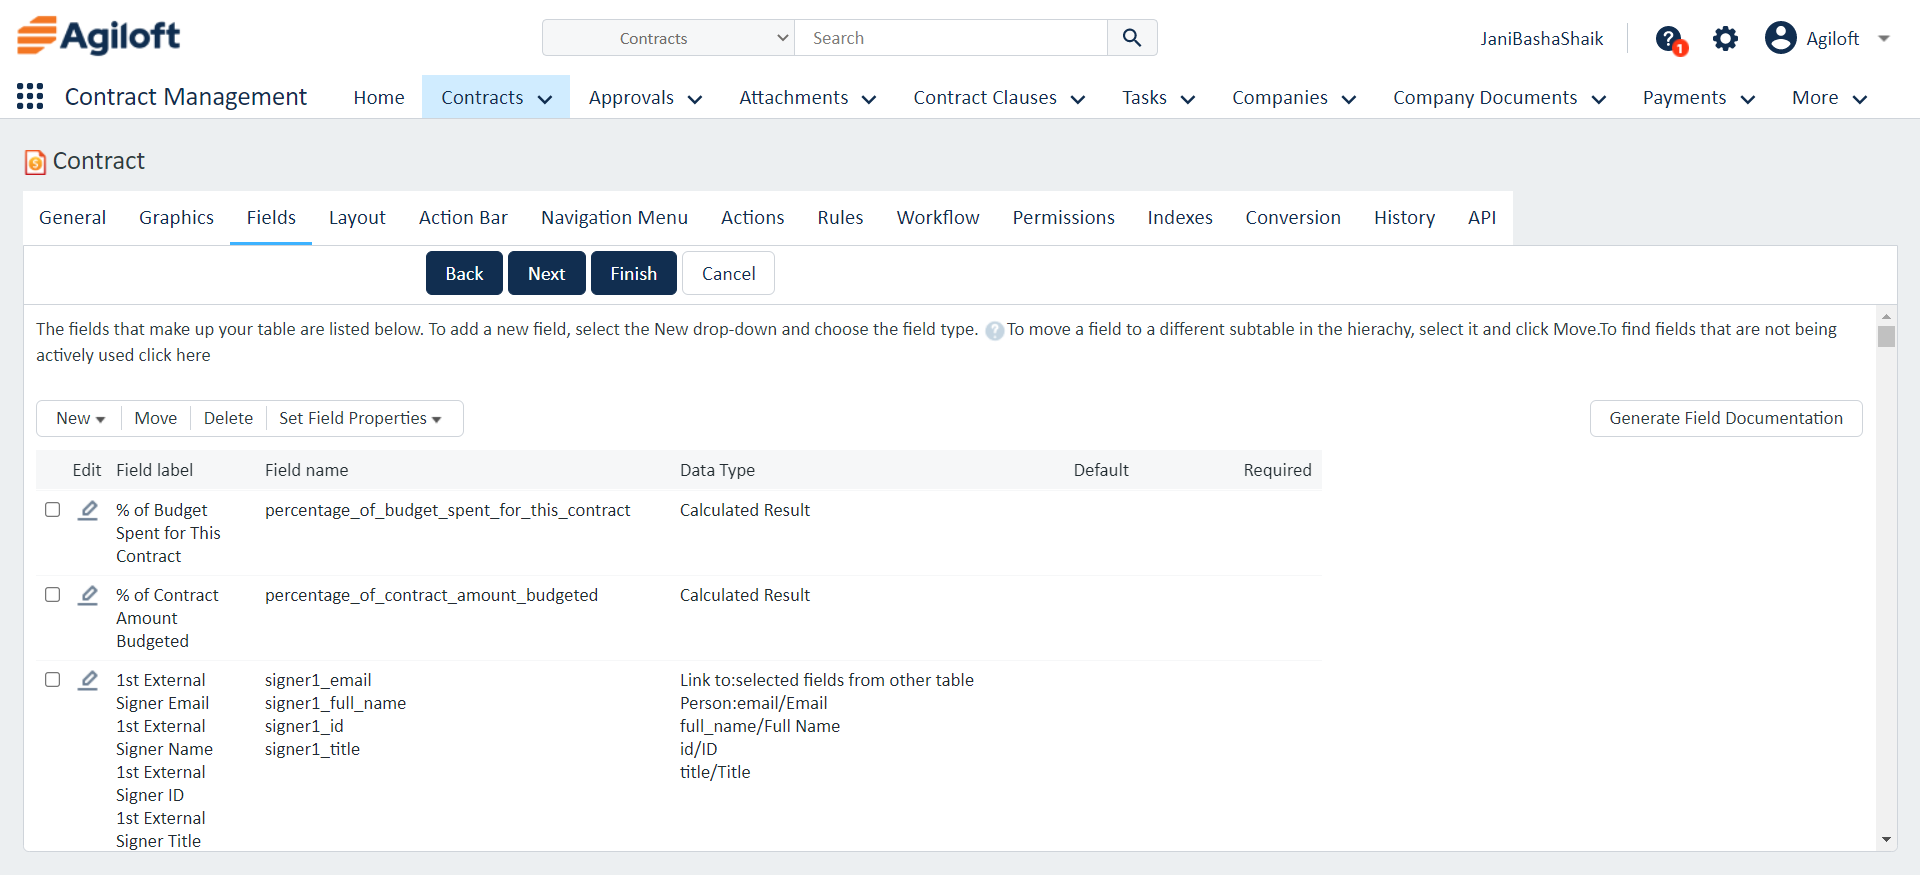 Agiloft
Contracts
Search
JaniBashaShaik
1
Agiloft
Contract Management
Home
Contracts
Approvals
Attachments
Contract Clauses
Tasks
Companies
Company Documents
Payments
More
Contract
General
Graphics
Fields
Layout
Action Bar
Navigation Menu
Actions
Rules
Workflow
Permissions
Indexes
Conversion
History
API
Back
Next
Finish
Cancel
The fields that make up your table are listed below. To add a new field, select the New drop-down and choose the field type. ?To move a field to a different subtable in the hierachy, select it and click Move.To find fields that are not being
actively used click here
New
Move
Delete
Set Field Properties
Generate Field Documentation
Edit Field label Field name Data Type Default Required
% of Budget percentage_of_budget_spent_for_this_contract Calculated Result
Spent for This
Contract
% of Contract percentage_of_contract_amount_budgeted Calculated Result
Amount
Budgeted
1st External signer1_email Link to:selected fields from other table
Signer Email signer1_full_name Person:email/Email
1st External signer1_id full_name/Full Name
Signer Name signer1_title id/ID
1st External title/Title
Signer ID
1st External
Signer Title